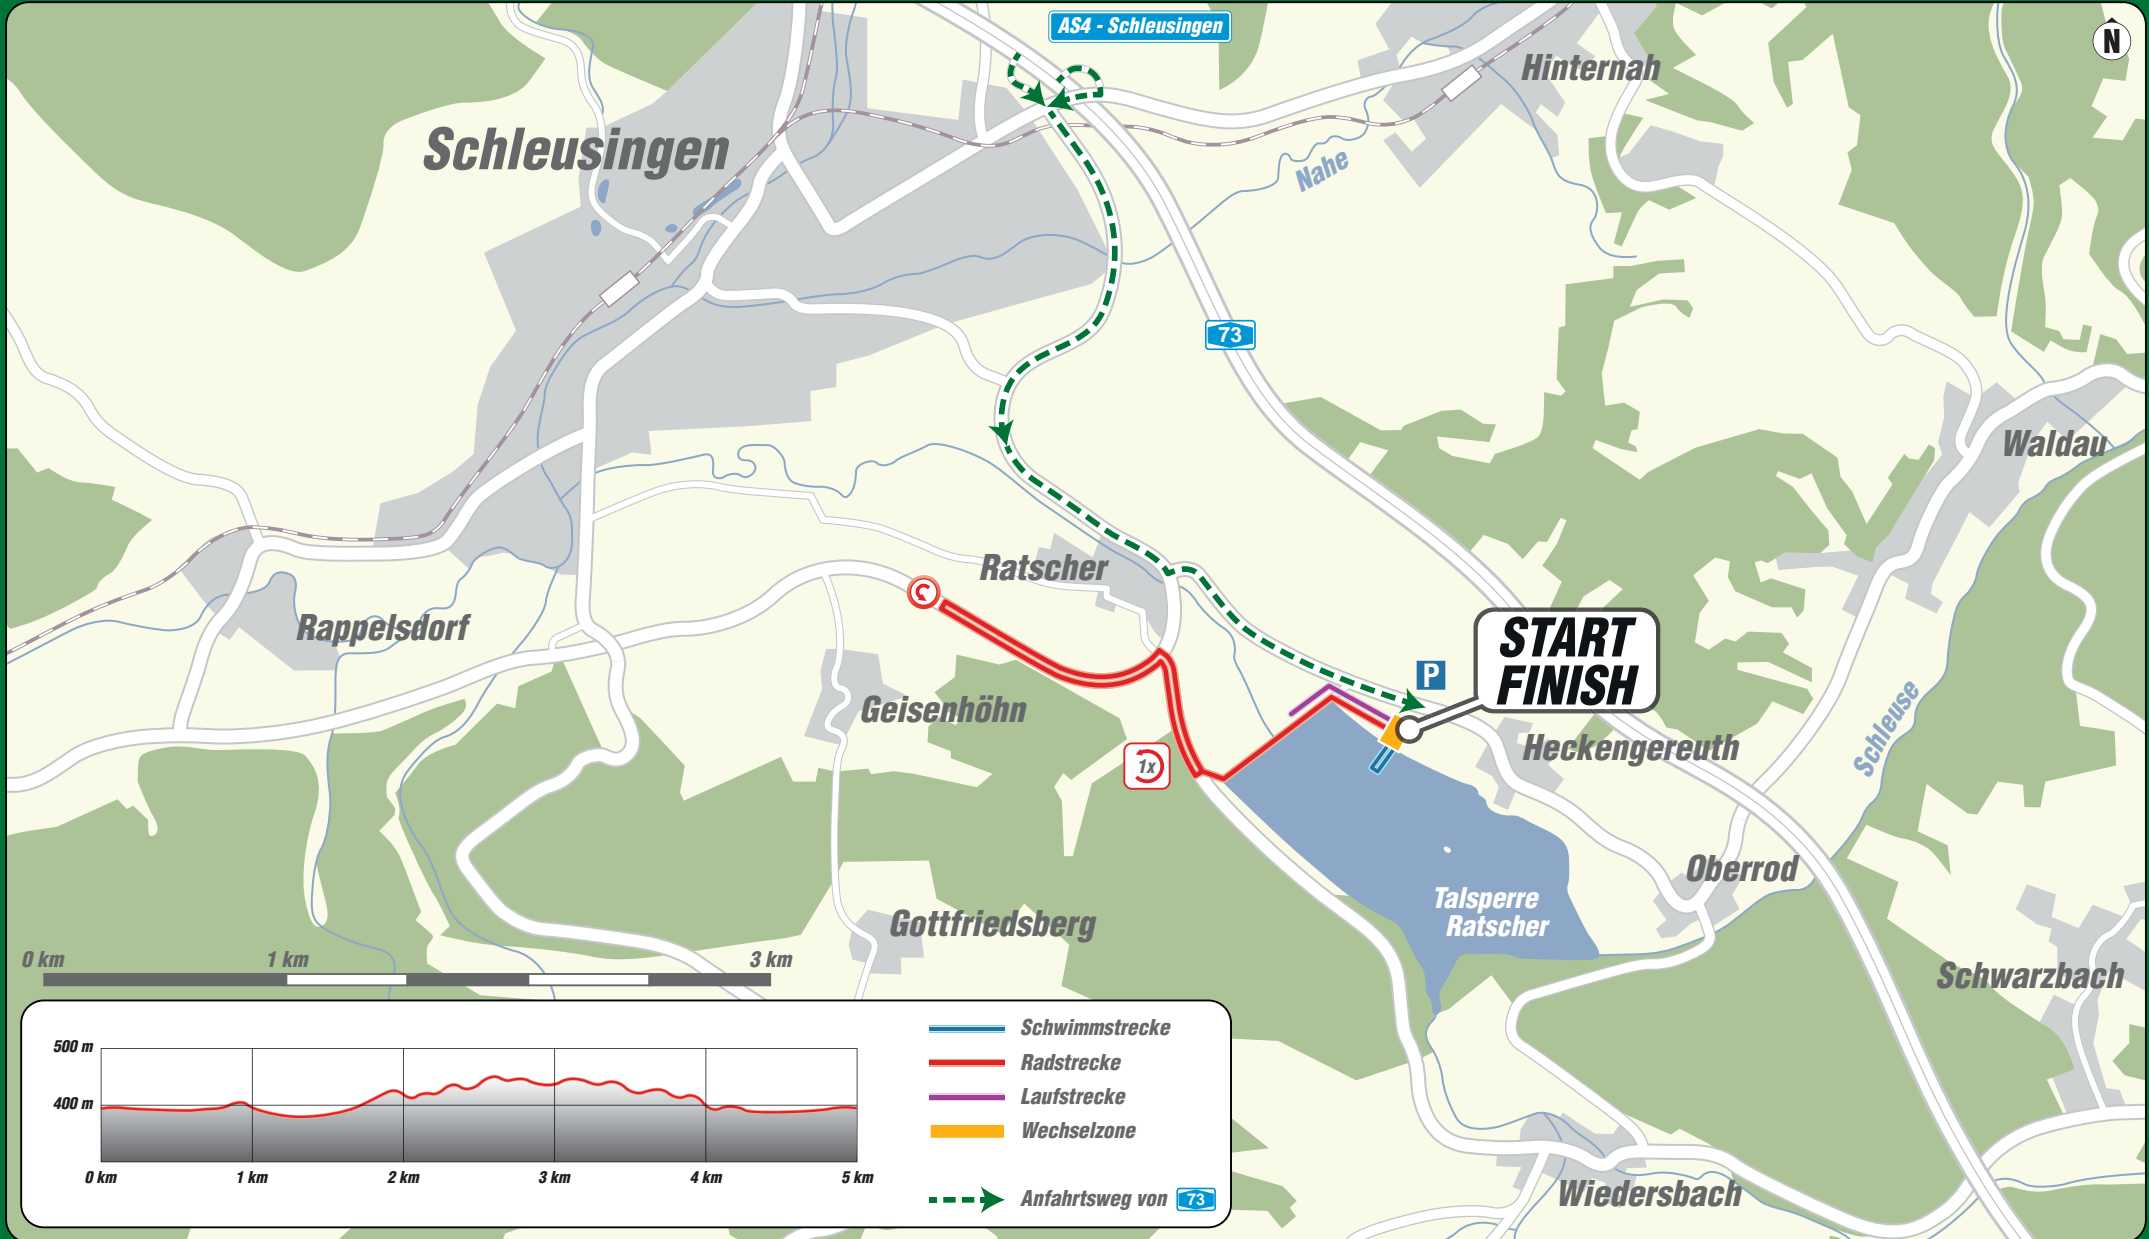 AS4 - Schleusingen
N
Hinternah
Schleusingen
Nahe
73
Waldau
Ratscher
Rappelsdorf
START
FINISH
P
Geisenhöhn
Heckengereuth
Schleuse
1x
Oberrod
Talsperre
Ratscher
Gottfriedsberg
Schwarzbach
0 km 1 km 3 km
Wiedersbach
500 m
400 m
0 km 1 km 2 km 3 km 4 km 5 km
Schwimmstrecke
Radstrecke
Laufstrecke
Wechselzone
Anfahrtsweg von 73